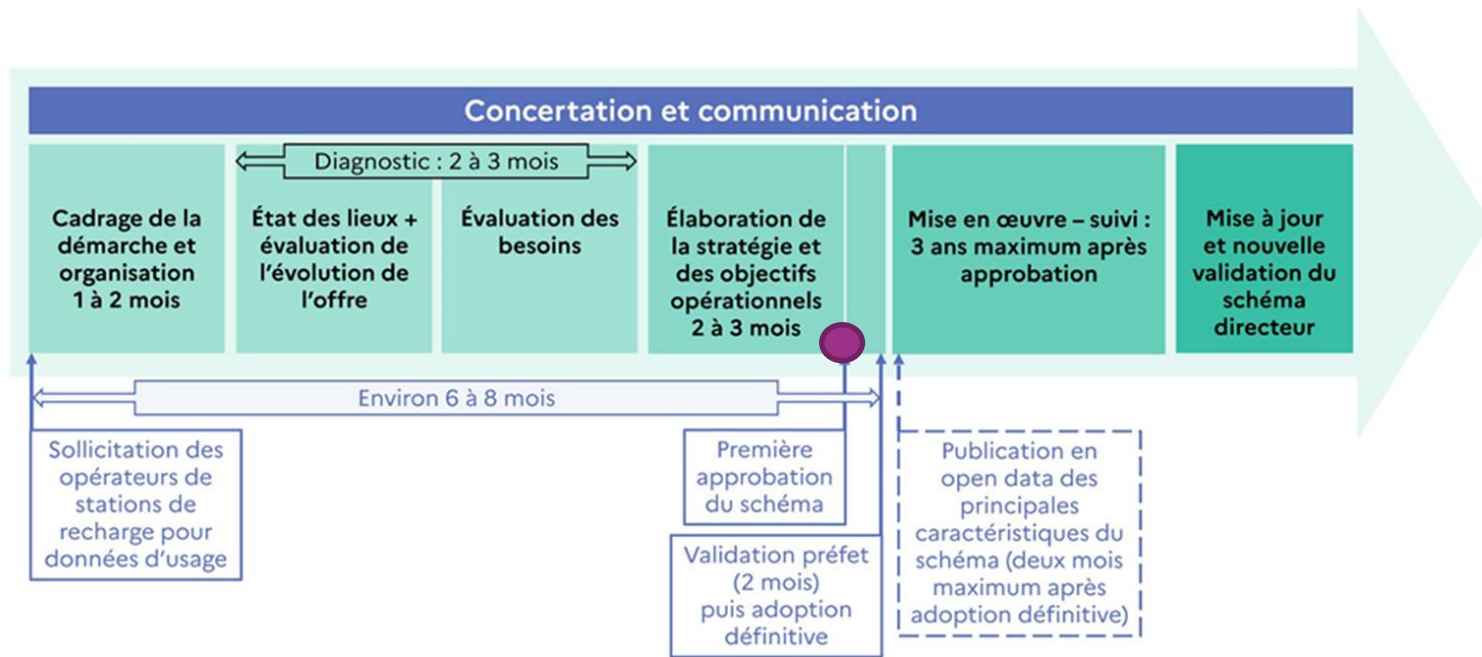 Concertation et communication
Diagnostic : 2 à 3 mois
Cadrage de la
démarche et
organisation
1 à 2 mois
État des lieux +
évaluation de
l'évolution de
l'offre
Évaluation des
besoins
Élaboration de
la stratégie et
des objectifs
opérationnels
2 à 3 mois
Mise en œuvre – suivi :
3 ans maximum après
approbation
Mise à jour
et nouvelle
validation du
schéma
directeur
Environ 6 à 8 mois
Sollicitation des
opérateurs de
stations de
recharge pour
données d'usage
Première
approbation
du schéma
Validation préfet
(2 mois)
puis adoption
définitive
Publication en
open data des
principales
caractéristiques du
schéma (deux mois
maximum après
adoption définitive)